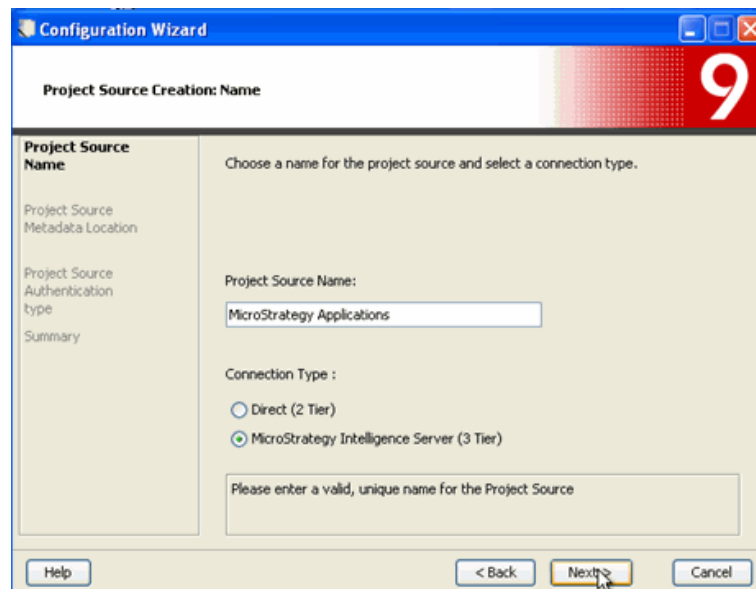 Configuration Wizard
Project Source Creation: Name
9
Project Source
Name
Project Source
Metadata Location
Project Source
Authentication
type
Summary
Choose a name for the project source and select a connection type.
Project Source Name:
MicroStrategy Applications
Connection Type :
Direct (2 Tier)
MicroStrategy Intelligence Server (3 Tier)
Please enter a valid, unique name for the Project Source
Help
< Back
Next >
Cancel